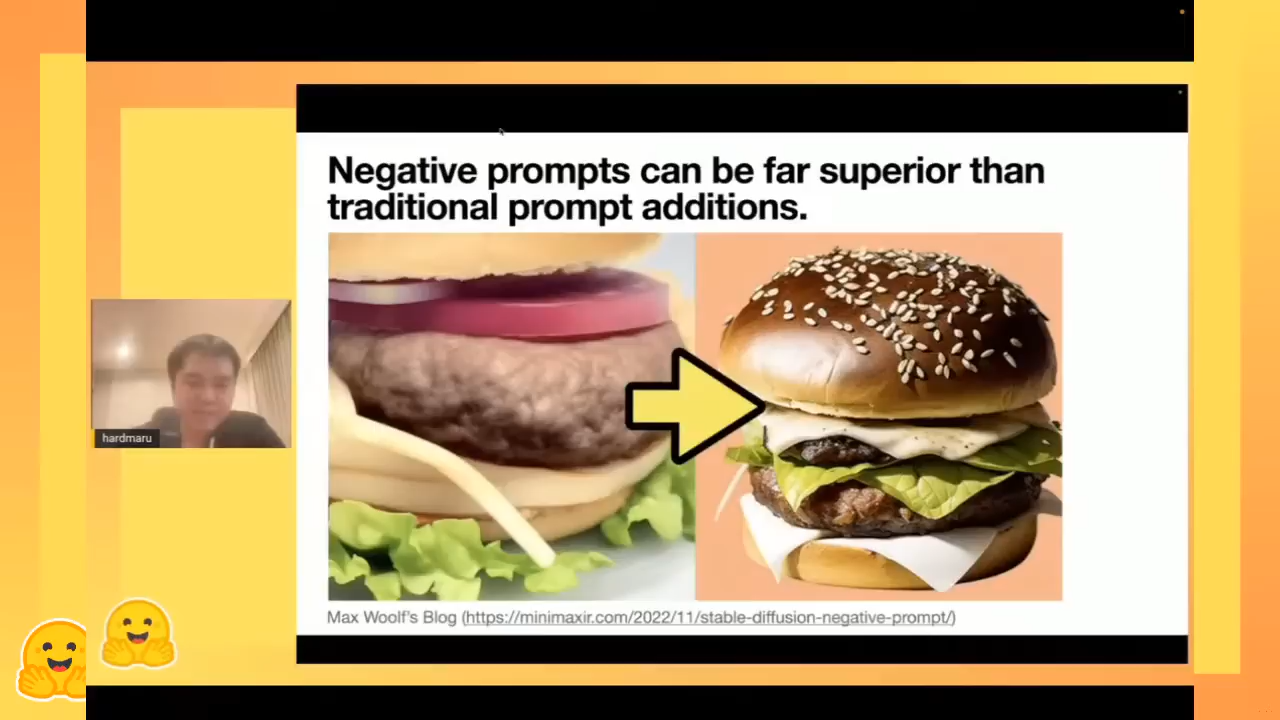 Negative prompts can be far superior than
traditional prompt additions.
hardmaru
Max Woolf's Blog (https://minimaxir.com/2022/11/stable-diffusion-negative-prompt/)